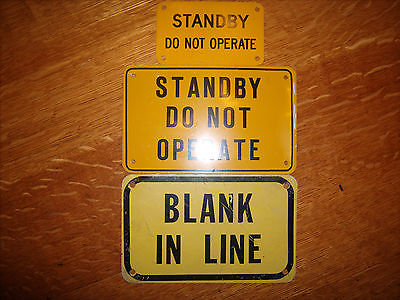 STANDBY
DO NOT OPERATE
STANDBY
DO NOT
OPERATE
BLANK
IN LINE